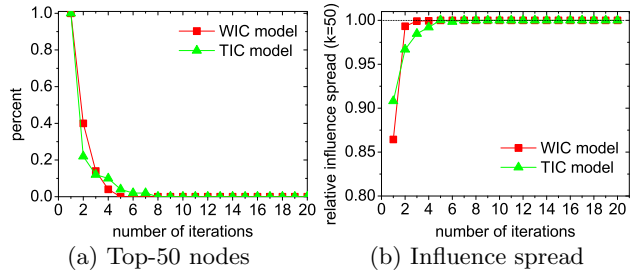 1.0
0.8
0.6
0.4
0.2
0.0
percent
WIC model
TIC model
0 2 4 6 8 10 12 14 16 18 20
number of iterations
(a) Top-50 nodes
1.00
0.95
0.90
0.85
0.80
relative influence spread (k=50)
WIC model
TIC model
0 2 4 6 8 10 12 14 16 18 20
number of iterations
(b) Influence spread